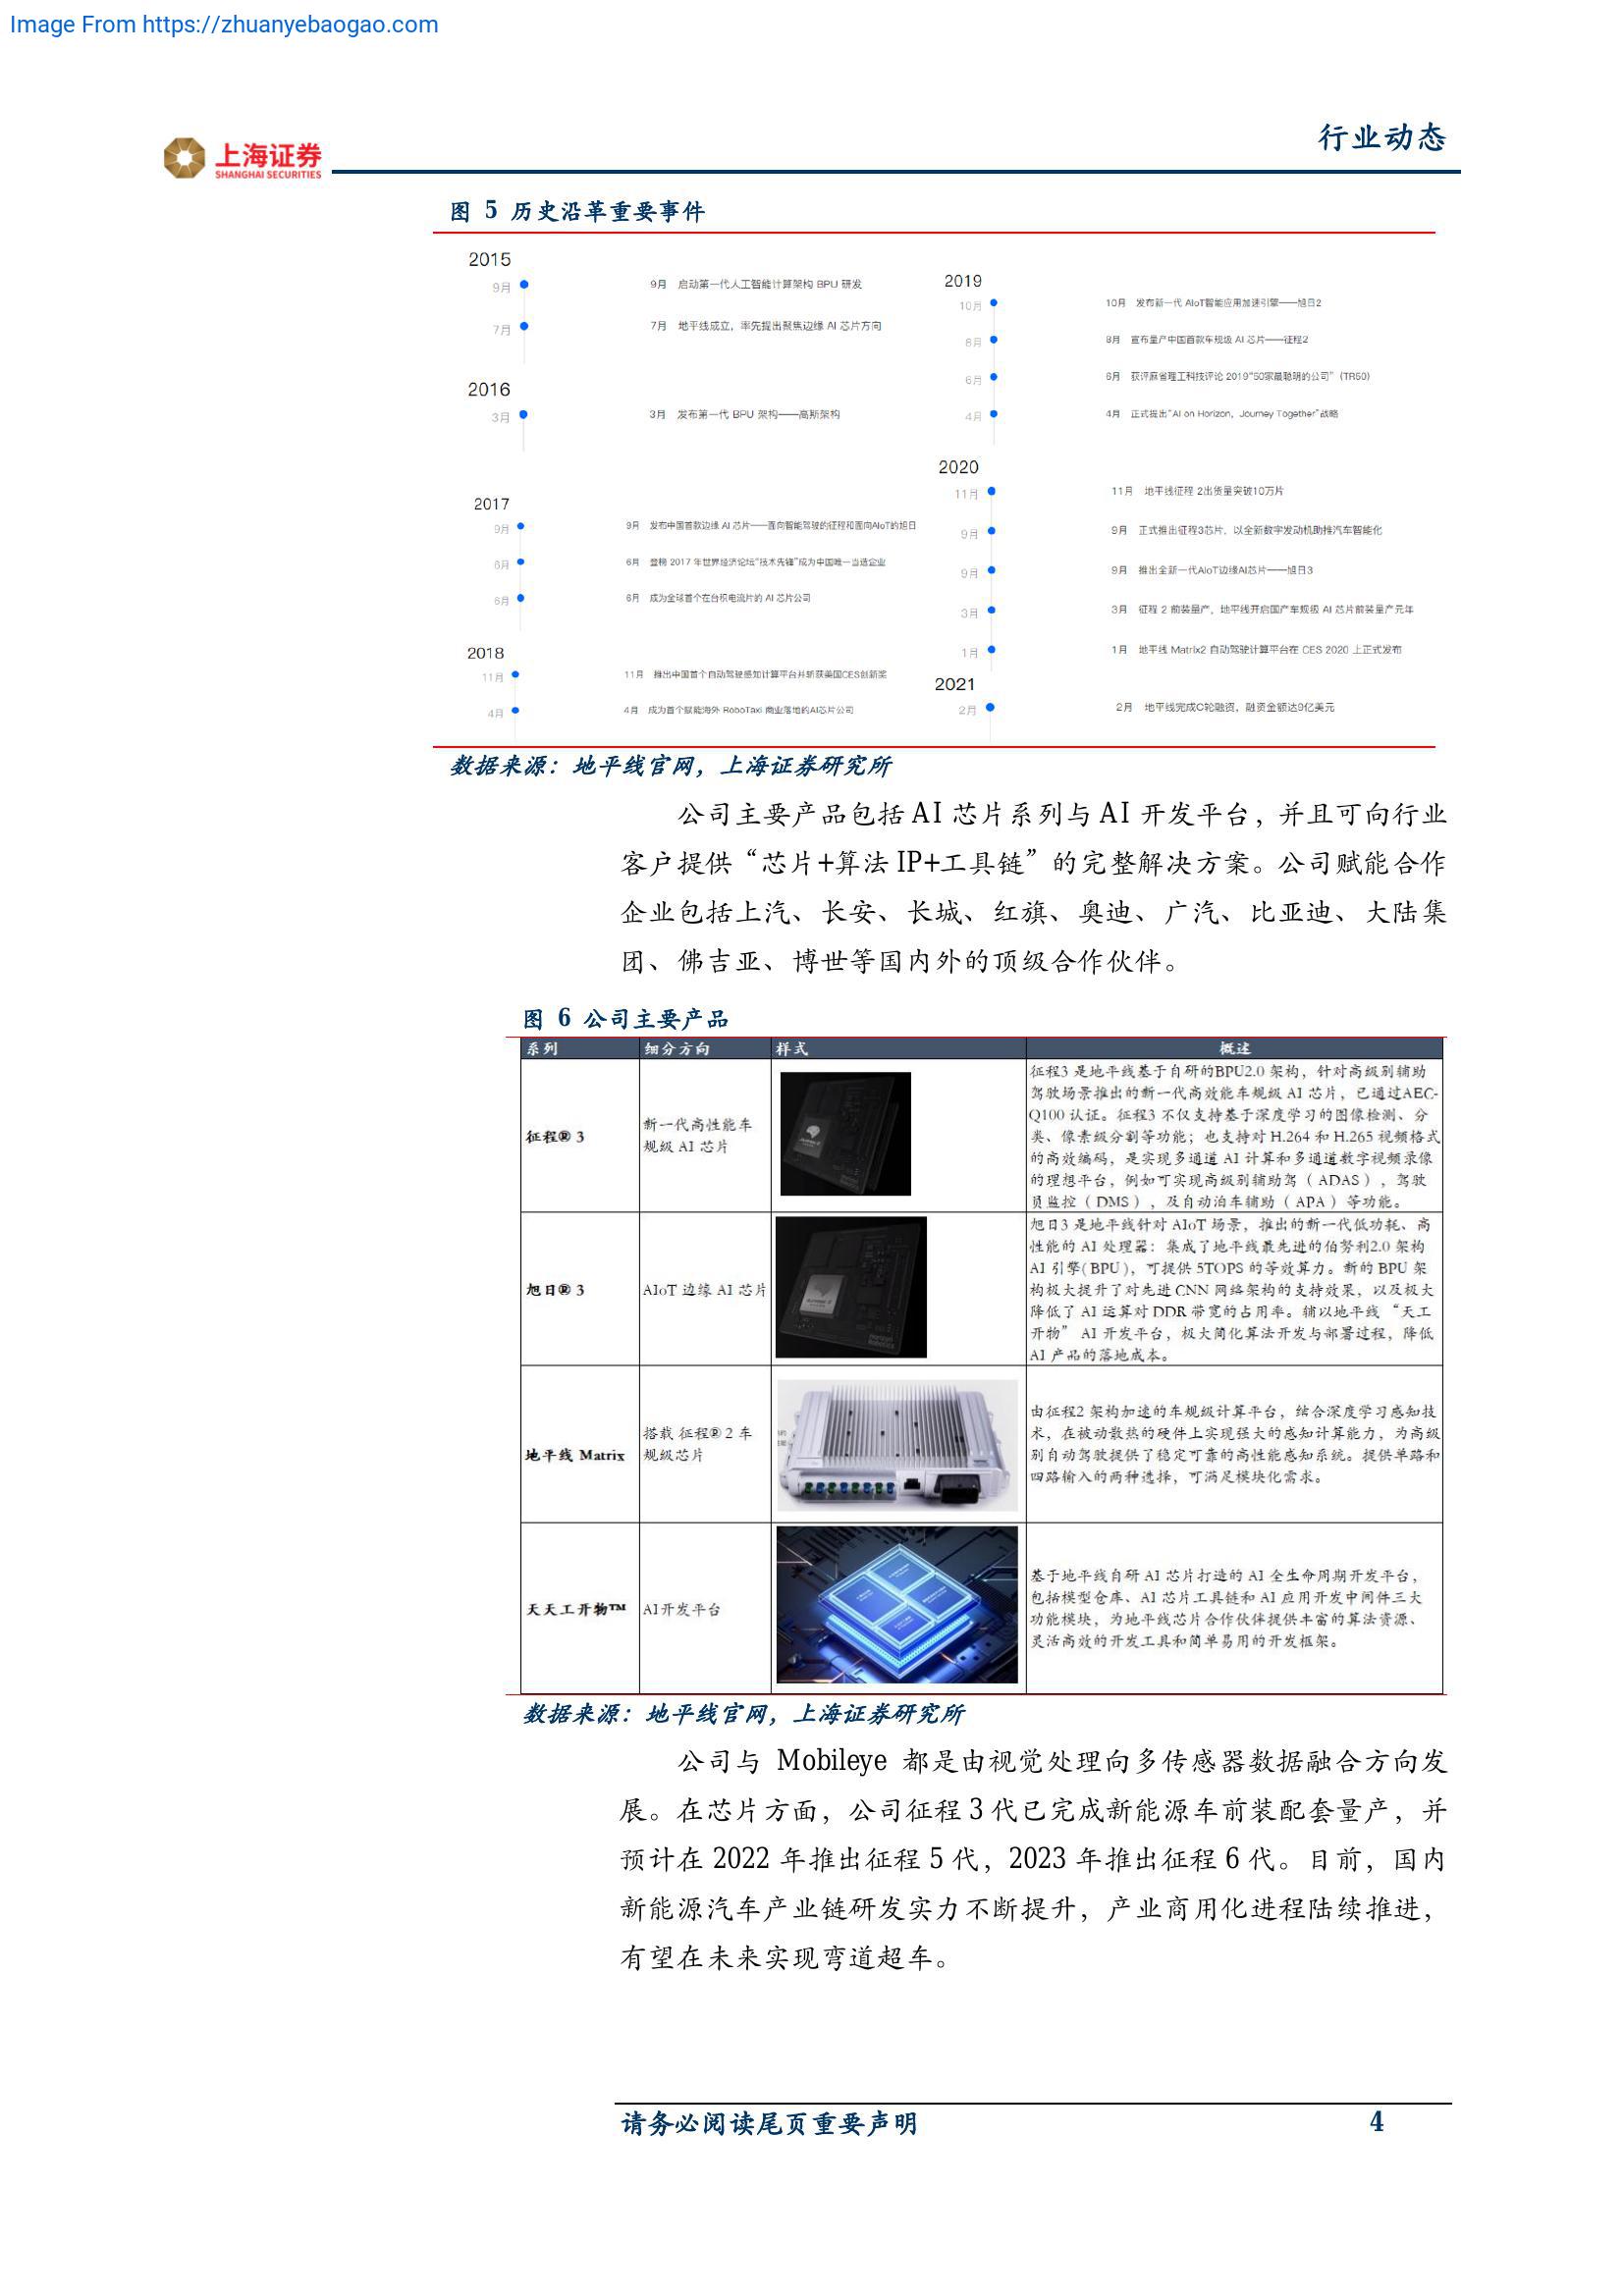 Image From https://zhuanyebaogao.com
上海证券
SHANGHAI SECURITIES
行业动态
图 5 历史沿革重要事件
2015
9月 9月 启动第一代人工智能计算架构 BPU 研发
7月 7月 地平线成立，率先提出聚焦边缘 AI 芯片方向
2016
3月 3月 发布第一代 BPU 架构——高斯架构
2017
9月 9月 发布中国首款边缘 AI 芯片——面向智能驾驶的征程和面向AIoT的旭日
6月 6月 登榜 2017 年世界经济论坛“技术先锋”成为中国唯一当选企业
6月 6月 成为全球首个在台积电流片的 AI 芯片公司
2018
11月 11月 推出中国首个自动驾驶感知计算平台并斩获美国CES创新奖
4月 4月 成为首个赋能海外 RoboTaxi 商业落地的AI芯片公司
2019
10月 10月 发布新一代 AIoT智能应用加速引擎——旭日2
8月 8月 宣布量产中国首款车规级 AI 芯片——征程2
6月 6月 获评麻省理工科技评论 2019“50家最聪明的公司”（TR50）
4月 4月 正式提出“AI on Horizon，Journey Together”战略
2020
11月 11月 地平线征程 2出货量突破10万片
9月 9月 正式推出征程3芯片，以全新数字发动机助推汽车智能化
9月 9月 推出全新一代AIoT边缘AI芯片——旭日3
3月 3月 征程 2 前装量产，地平线开启国产车规级 AI 芯片前装量产元年
1月 1月 地平线 Matrix2 自动驾驶计算平台在 CES 2020 上正式发布
2021
2月 2月 地平线完成C轮融资，融资金额达9亿美元
数据来源：地平线官网，上海证券研究所
公司主要产品包括 AI 芯片系列与 AI 开发平台，并且可向行业
客户提供“芯片+算法 IP+工具链”的完整解决方案。公司赋能合作
企业包括上汽、长安、长城、红旗、奥迪、广汽、比亚迪、大陆集
团、佛吉亚、博世等国内外的顶级合作伙伴。
图 6 公司主要产品
系列 细分方向 样式 概述
征程® 3
新一代高性能车
规级 AI 芯片
征程3 是地平线基于自研的BPU2.0 架构，针对高级别辅助
驾驶场景推出的新一代高效能车规级 AI 芯片，已通过AEC-
Q100 认证。征程3 不仅支持基于深度学习的图像检测、分
类、像素级分割等功能；也支持对 H.264 和 H.265 视频格式
的高效编码，是实现多通道 AI 计算和多通道数字视频录像
的理想平台，例如可实现高级别辅助驾（ ADAS），驾驶
员监控（ DMS），及自动泊车辅助（ APA）等功能。
旭日® 3
AIoT 边缘 AI 芯片
旭日3 是地平线针对 AIoT 场景，推出的新一代低功耗、高
性能的 AI 处理器：集成了地平线最先进的伯努利2.0 架构
AI 引擎(BPU)，可提供 5TOPS 的等效算力。新的 BPU 架
构极大提升了对先进 CNN 网络架构的支持效果，以及极大
降低了 AI 运算对 DDR 带宽的占用率。辅以地平线 “天工
开物” AI 开发平台，极大简化算法开发与部署过程，降低
AI 产品的落地成本。
地平线 Matrix
搭载 征程® 2 车
规级芯片
由征程2 架构加速的车规级计算平台，结合深度学习感知技
术，在被动散热的硬件上实现强大的感知计算能力，为高级
别自动驾驶提供了稳定可靠的高性能感知系统。提供单路和
四路输入的两种选择，可满足模块化需求。
天天工开物™
AI开发平台
基于地平线自研 AI 芯片打造的 AI 全生命周期开发平台，
包括模型仓库、AI 芯片工具链和 AI 应用开发中间件三大
功能模块，为地平线芯片合作伙伴提供丰富的算法资源、
灵活高效的开发工具和简单易用的开发框架。
数据来源：地平线官网，上海证券研究所
公司与 Mobileye 都是由视觉处理向多传感器数据融合方向发
展。在芯片方面，公司征程 3 代已完成新能源车前装配套量产，并
预计在 2022 年推出征程 5 代，2023 年推出征程 6 代。目前，国内
新能源汽车产业链研发实力不断提升，产业商用化进程陆续推进，
有望在未来实现弯道超车。
请务必阅读尾页重要声明 4